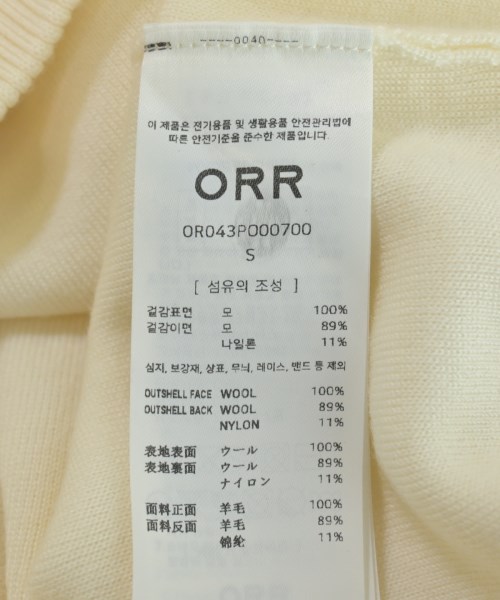 ----0040----
이 제품은 전기용품 및 생활용품 안전관리법에
따른 안전기준을 준수한 제품입니다.
ORR
OR043P000700
S
[ 섬유의 조성 ]
겉감표면 모 100%
겉감이면 모 89%
나일론 11%
심지, 보강재, 상표, 무늬, 레이스, 밴드 등 제외
OUTSHELL FACE WOOL 100%
OUTSHELL BACK WOOL 89%
NYLON 11%
表地表面 ウール 100%
表地裏面 ウール 89%
ナイロン 11%
面料正面 羊毛 100%
面料反面 羊毛 89%
锦纶 11%